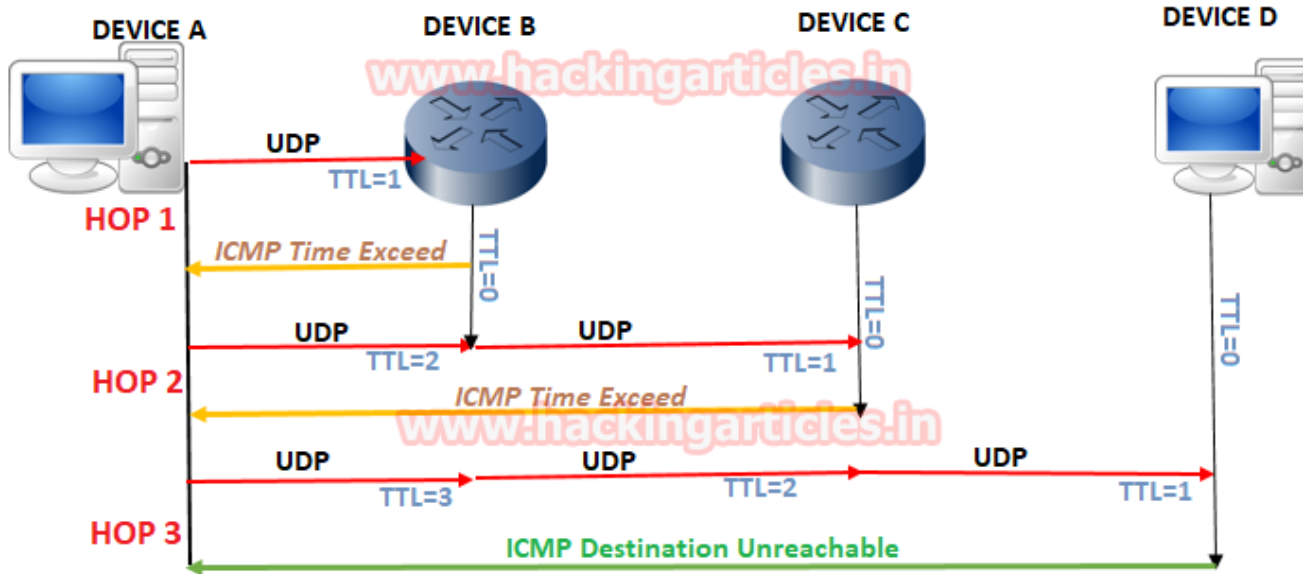 DEVICE A
DEVICE B
DEVICE C
DEVICE D
www.hackingarticles.in
UDP
TTL=1
HOP 1
ICMP Time Exceed
TTL=0
TTL=0
TTL=0
UDP
TTL=2
UDP
TTL=1
HOP 2
ICMP Time Exceed
www.hackingarticles.in
UDP
TTL=3
UDP
TTL=2
UDP
TTL=1
HOP 3
ICMP Destination Unreachable